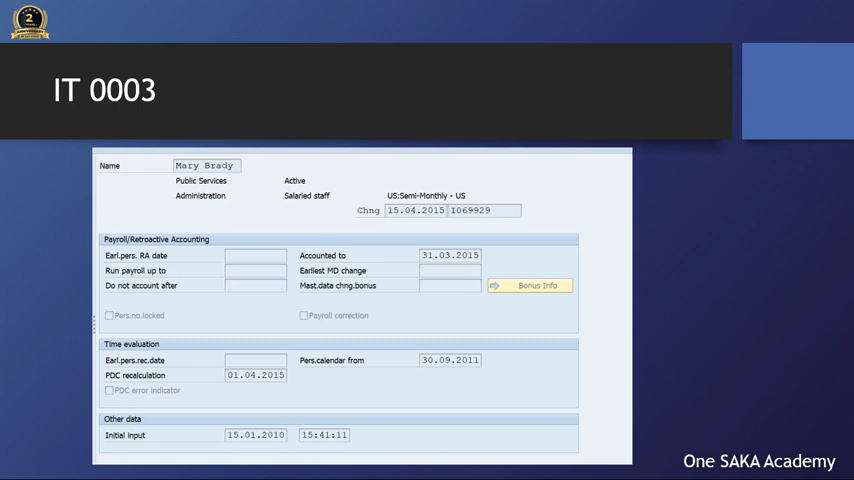 2
ANNIVERSARY
IT 0003
Name Mary Brady
Public Services Active
Administration Salaried staff US:Semi-Monthly - US
Chng 15.04.2015 I069929
Payroll/Retroactive Accounting
Earl.pers. RA date Accounted to 31.03.2015
Run payroll up to Earliest MD change
Do not account after Mast.data chng.bonus Bonus Info
Pers.no.locked Payroll correction
Time evaluation
Earl.pers.rec.date Pers.calendar from 30.09.2011
PDC recalculation 01.04.2015
PDC error indicator
Other data
Initial input 15.01.2010 15:41:11
One SAKA Academy